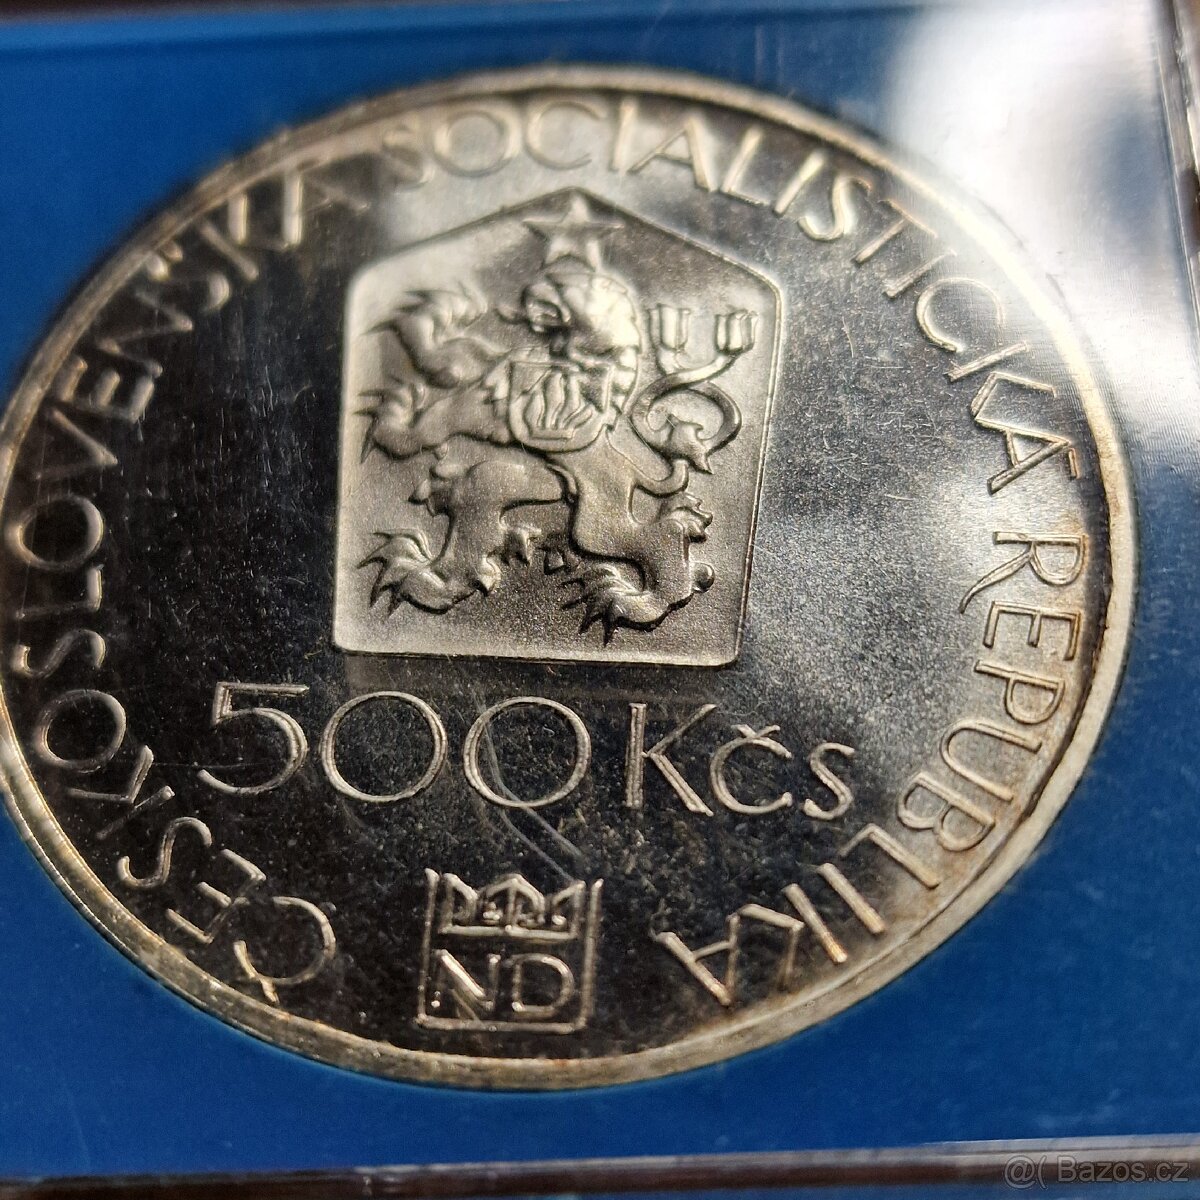 ČESKOSLOVENSKÁ SOCIALISTICKÁ REPUBLIKA
500 Kčs
ND
@( Bazos.cz